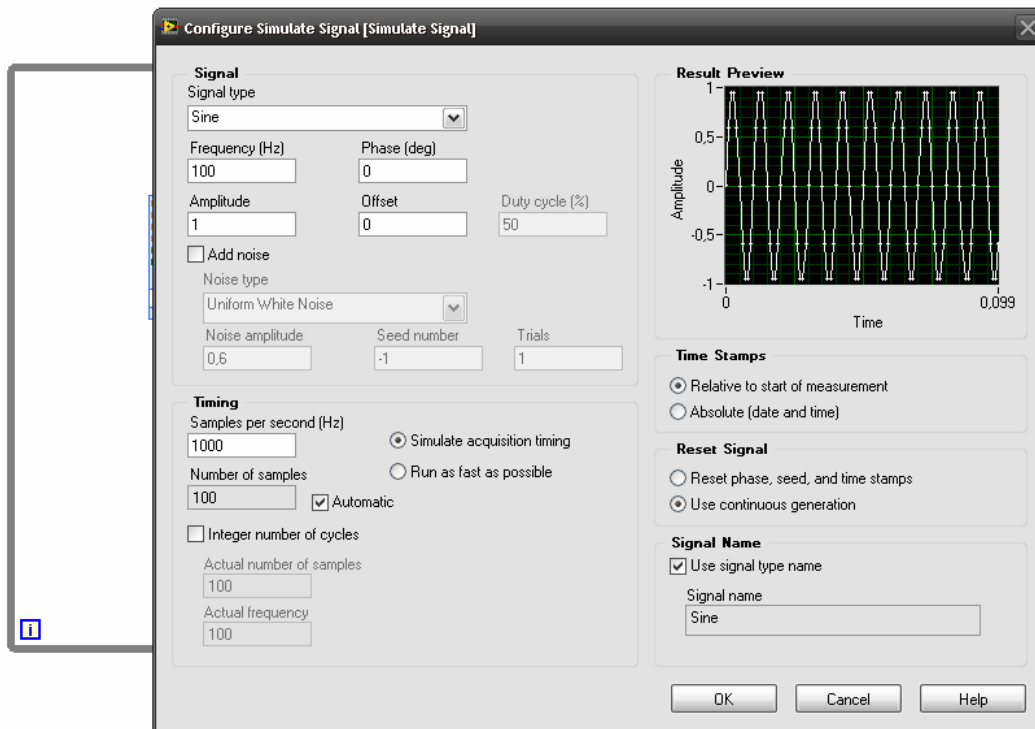 Configure Simulate Signal [Simulate Signal]
Signal
Signal type
Sine
Frequency (Hz) Phase (deg)
100 0
Amplitude Offset Duty cycle (%)
1 0 50
Add noise
Noise type
Uniform White Noise
Noise amplitude Seed number Trials
0,6 -1 1
Timing
Samples per second (Hz)
1000 Simulate acquisition timing
Run as fast as possible
Number of samples
100 Automatic
Integer number of cycles
Actual number of samples
100
Actual frequency
100
Result Preview
Amplitude
1
0,5
0
-0,5
-1
0 0,099
Time
Time Stamps
Relative to start of measurement
Absolute (date and time)
Reset Signal
Reset phase, seed, and time stamps
Use continuous generation
Signal Name
Use signal type name
Signal name
Sine
OK Cancel Help
i